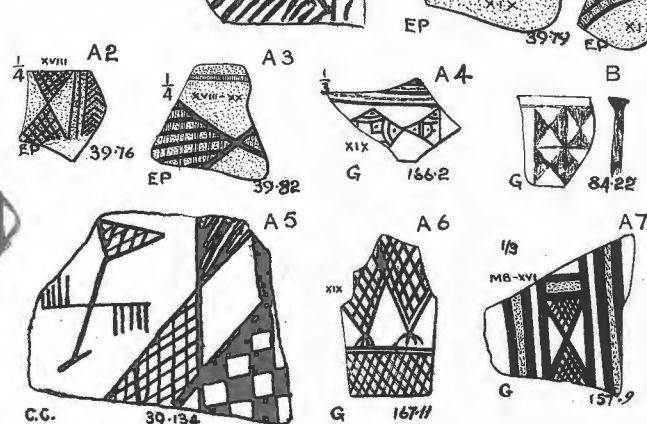 EP
XIX
39.79
EP
XI
A2
XVIII
1/4
EP
39.76
A3
1/4
XVIII-XX
EP
39.82
A4
1/3
XIX
G
166.2
B
G
84.22
A5
C.G.
39.134
A6
XIX
G
167.11
A7
1/3
MB-XVI
G
157.9